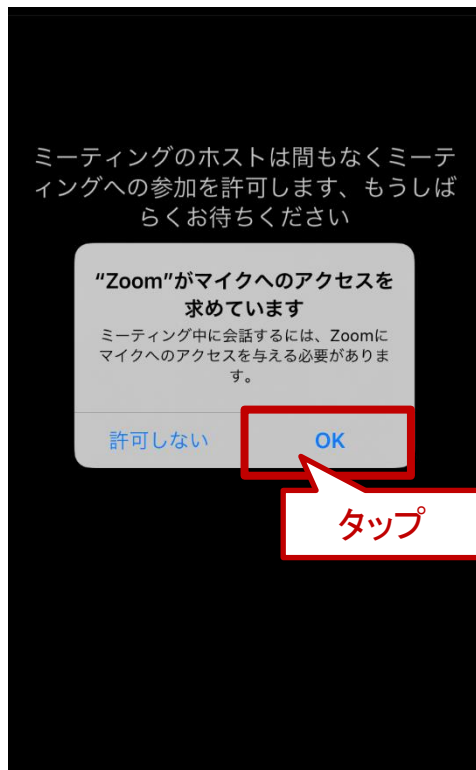 ミーティングのホストは間もなくミーテ
ィングへの参加を許可します、もうしば
らくお待ちください
“Zoom”がマイクへのアクセスを
求めています
ミーティング中に会話するには、Zoomに
マイクへのアクセスを与える必要がありま
す。
許可しない
OK
タップ